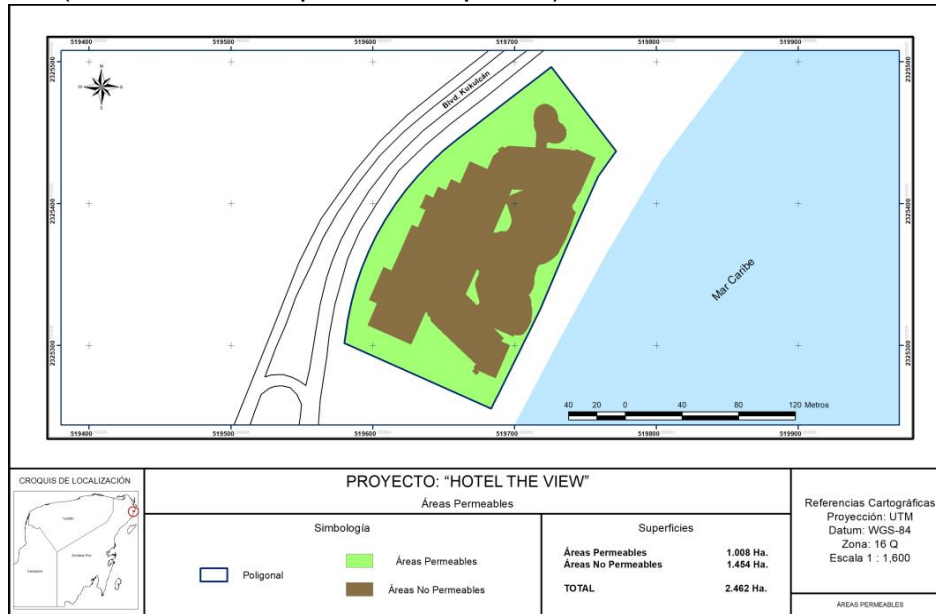 519400 519500 519600 519700 519800 519900
2325500 2325500
N
W E
S
Blvd. Kukulcán
2325400 2325400
Mar Caribe
2325300 2325300
40 20 0 40 80 120 Metros
519400 519500 519600 519700 519800 519900
CROQUIS DE LOCALIZACIÓN
PROYECTO: “HOTEL THE VIEW”
Áreas Permeables
Simbología
Poligonal
Áreas Permeables
Áreas No Permeables
Superficies
Áreas Permeables 1.008 Ha.
Áreas No Permeables 1.454 Ha.
TOTAL 2.462 Ha.
Referencias Cartográficas
Proyección: UTM
Datum: WGS-84
Zona: 16 Q
Escala 1 : 1,600
ÁREAS PERMEABLES